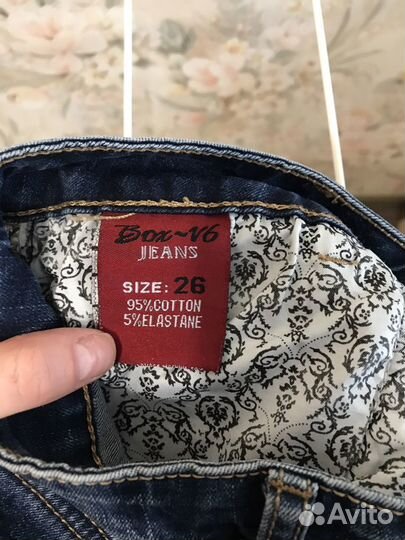 Box~V6
JEANS
SIZE: 26
95%COTTON
5%ELASTANE
Avito